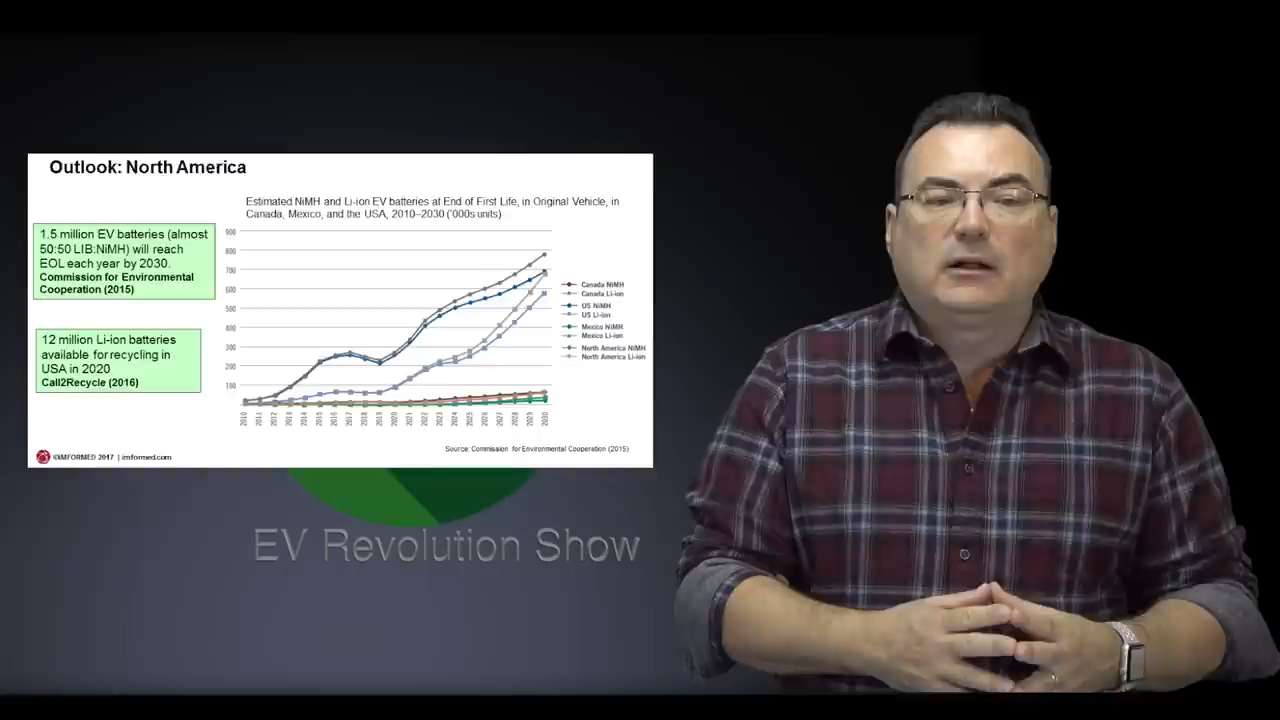 Outlook: North America
Estimated NiMH and Li-ion EV batteries at End of First Life, in Original Vehicle, in
Canada, Mexico, and the USA, 2010–2030 ('000s units)
1.5 million EV batteries (almost
50:50 LIB:NiMH) will reach
EOL each year by 2030.
Commission for Environmental
Cooperation (2015)
12 million Li-ion batteries
available for recycling in
USA in 2020
Call2Recycle (2016)
900
800
700
600
500
400
300
200
100
2010 2011 2012 2013 2014 2015 2016 2017 2018 2019 2020 2021 2022 2023 2024 2025 2026 2027 2028 2029 2030
Canada NiMH
Canada Li-ion
US NiMH
US Li-ion
Mexico NiMH
Mexico Li-ion
North America NiMH
North America Li-ion
Source: Commission for Environmental Cooperation (2015)
©IMFORMED 2017 | imformed.com
EV Revolution Show